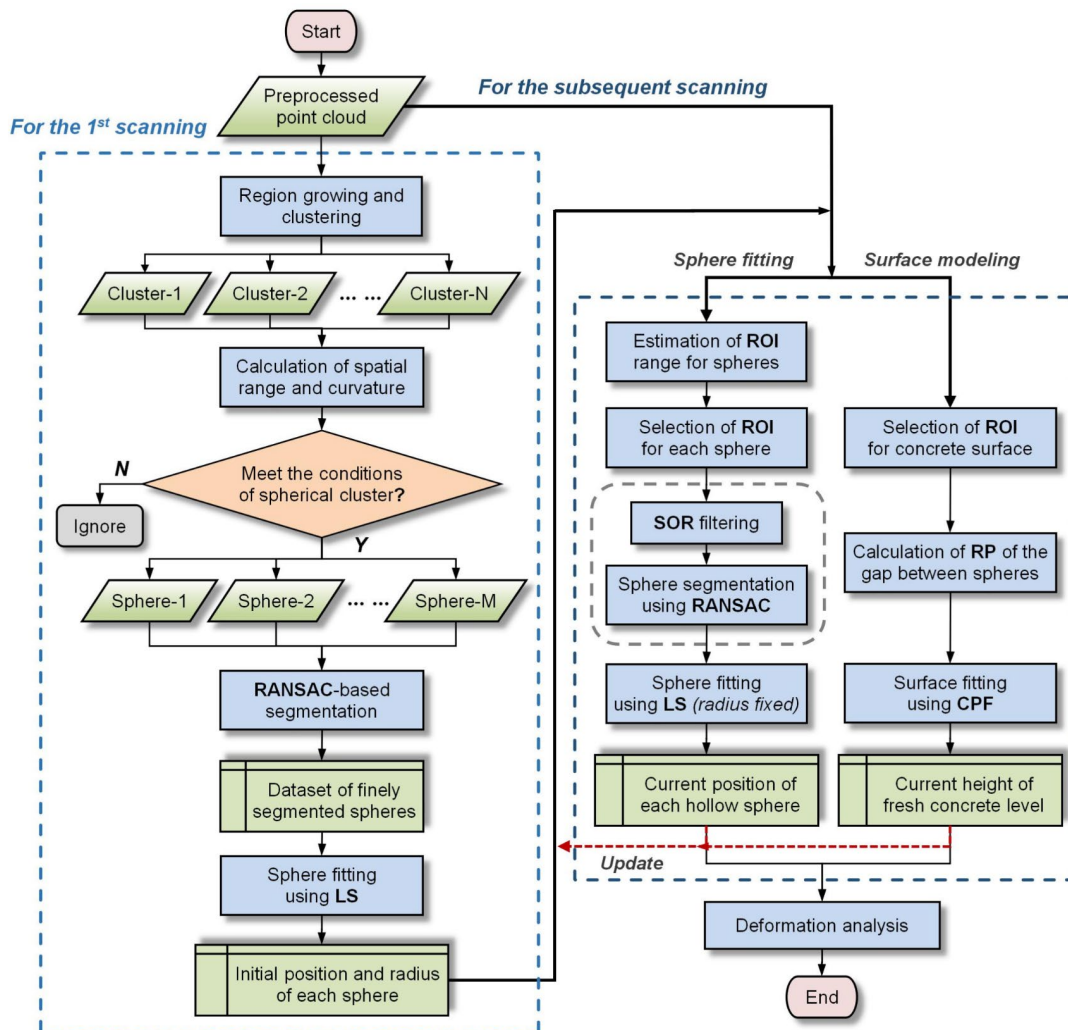 Start
Preprocessed
point cloud
For the subsequent scanning
For the 1st scanning
Region growing and
clustering
Cluster-1
Cluster-2
... ...
Cluster-N
Calculation of spatial
range and curvature
Meet the conditions
of spherical cluster?
N
Ignore
Y
Sphere-1
Sphere-2
... ...
Sphere-M
RANSAC-based
segmentation
Dataset of finely
segmented spheres
Sphere fitting
using LS
Initial position and radius
of each sphere
Sphere fitting
Surface modeling
Estimation of ROI
range for spheres
Selection of ROI
for each sphere
SOR filtering
Sphere segmentation
using RANSAC
Sphere fitting
using LS (radius fixed)
Current position of
each hollow sphere
Selection of ROI
for concrete surface
Calculation of RP of the
gap between spheres
Surface fitting
using CPF
Current height of
fresh concrete level
Update
Deformation analysis
End